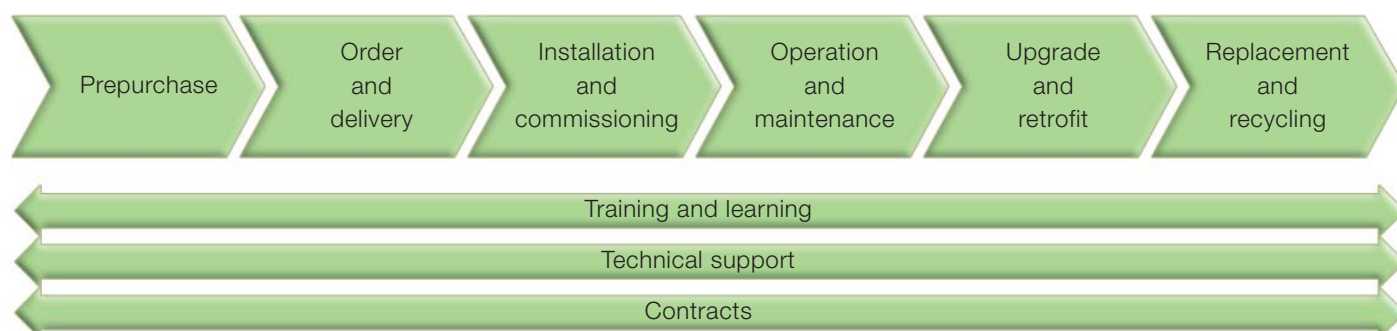 Prepurchase
Order
and
delivery
Installation
and
commissioning
Operation
and
maintenance
Upgrade
and
retrofit
Replacement
and
recycling
Training and learning
Technical support
Contracts